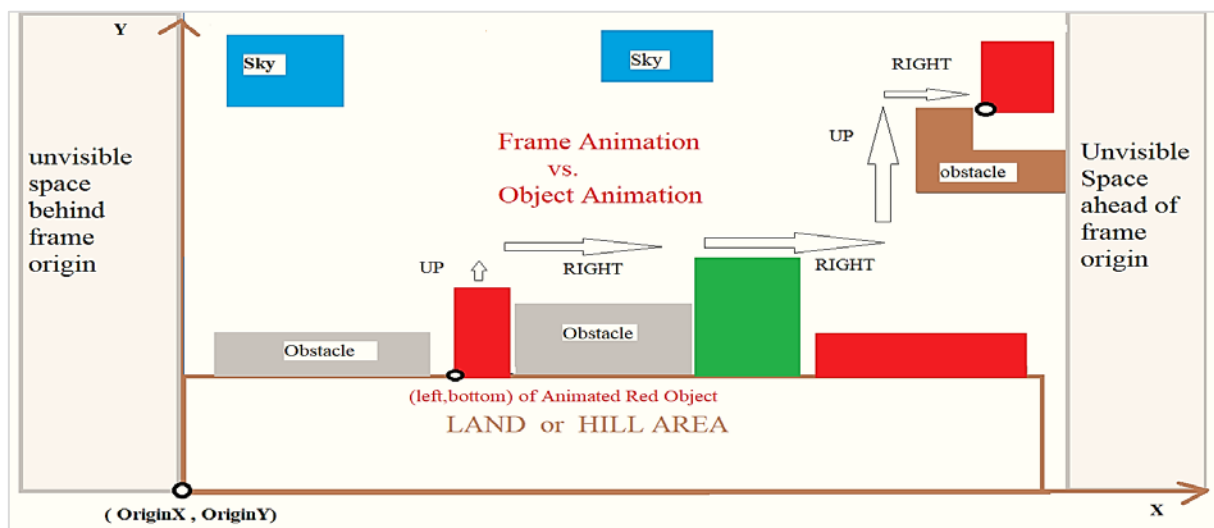 Y
Sky
Sky
RIGHT
UP
Frame Animation
vs.
Object Animation
unvisible
space
behind
frame
origin
obstacle
Unvisible
Space
ahead of
frame
origin
UP
RIGHT
RIGHT
Obstacle
Obstacle
(left,bottom) of Animated Red Object
LAND or HILL AREA
( OriginX , OriginY)
X